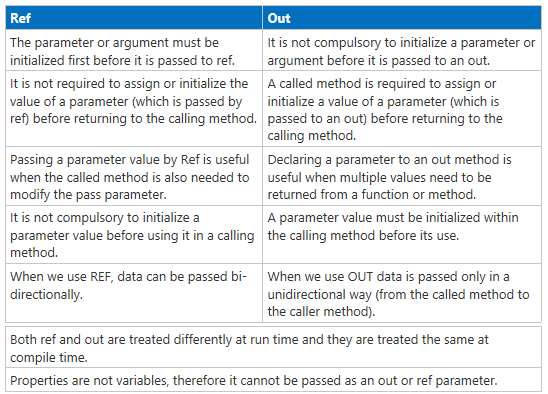 Ref Out
The parameter or argument must be
initialized first before it is passed to ref.
It is not compulsory to initialize a parameter or
argument before it is passed to an out.
It is not required to assign or initialize the
value of a parameter (which is passed by
ref) before returning to the calling method.
A called method is required to assign or
initialize a value of a parameter (which is
passed to an out) before returning to the
calling method.
Passing a parameter value by Ref is useful
when the called method is also needed to
modify the pass parameter.
Declaring a parameter to an out method is
useful when multiple values need to be
returned from a function or method.
It is not compulsory to initialize a
parameter value before using it in a calling
method.
A parameter value must be initialized within
the calling method before its use.
When we use REF, data can be passed bi-
directionally.
When we use OUT data is passed only in a
unidirectional way (from the called method to
the caller method).
Both ref and out are treated differently at run time and they are treated the same at
compile time.
Properties are not variables, therefore it cannot be passed as an out or ref parameter.